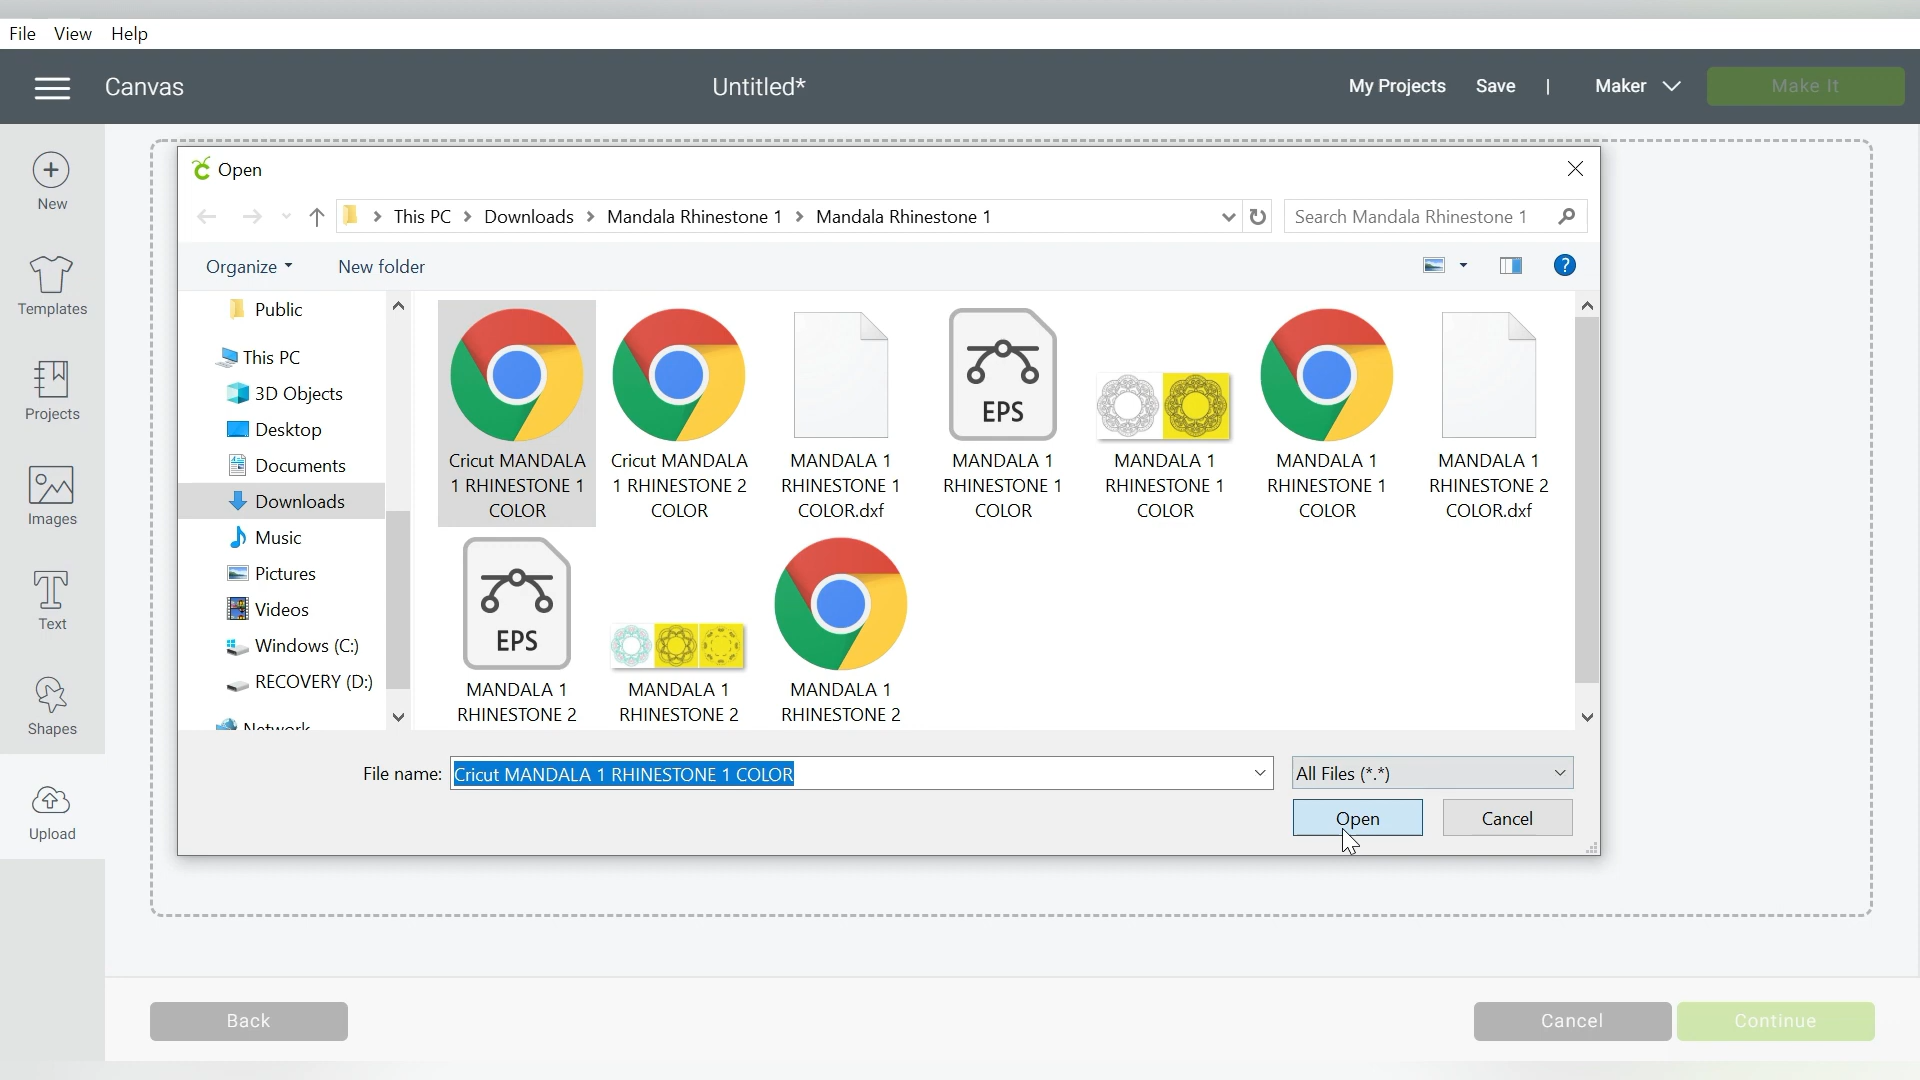 File View Help
Canvas Untitled* My Projects Save | Maker Make It
New
Templates
Projects
Images
Text
Shapes
Upload
Open
This PC > Downloads > Mandala Rhinestone 1 > Mandala Rhinestone 1
Search Mandala Rhinestone 1
Organize New folder ?
Public
This PC
3D Objects
Desktop
Documents
Downloads
Music
Pictures
Videos
Windows (C:)
RECOVERY (D:)
Network
Cricut MANDALA
1 RHINESTONE 1
COLOR
Cricut MANDALA
1 RHINESTONE 2
COLOR
MANDALA 1
RHINESTONE 1
COLOR.dxf
EPS
MANDALA 1
RHINESTONE 1
COLOR
MANDALA 1
RHINESTONE 1
COLOR
MANDALA 1
RHINESTONE 1
COLOR
MANDALA 1
RHINESTONE 2
COLOR.dxf
EPS
MANDALA 1
RHINESTONE 2
MANDALA 1
RHINESTONE 2
MANDALA 1
RHINESTONE 2
File name: Cricut MANDALA 1 RHINESTONE 1 COLOR All Files (*.*)
Open Cancel
Back Cancel Continue